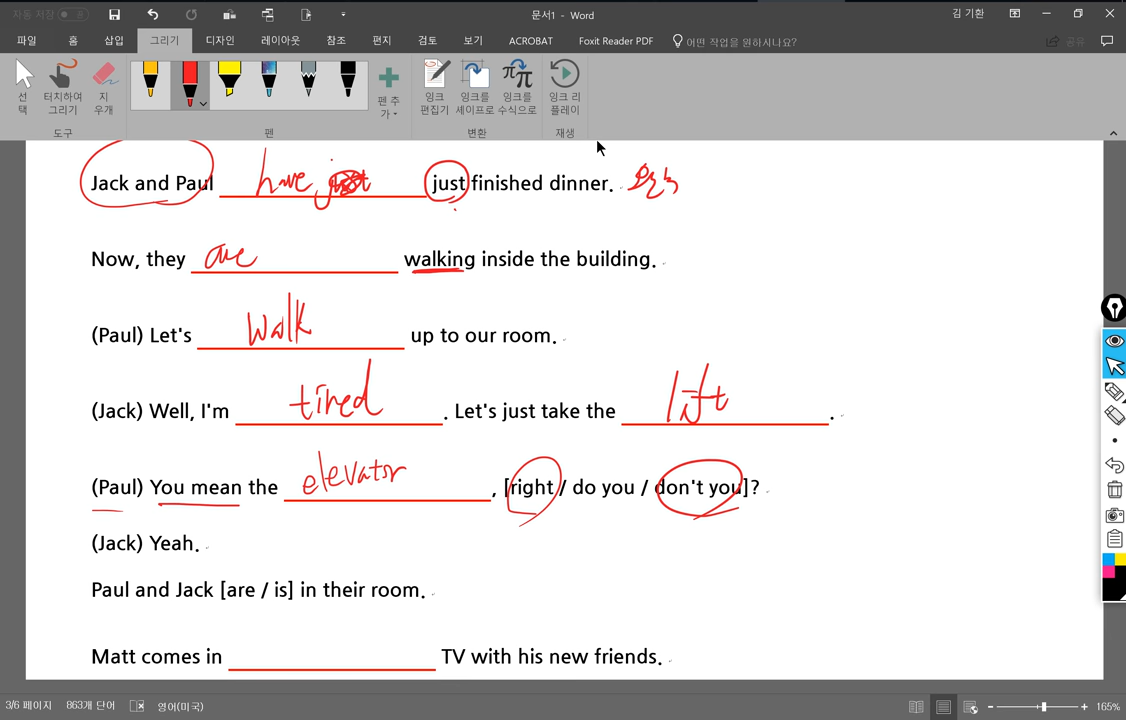 자동 저장
문서1 - Word
김 기환
파일 홈 삽입 그리기 디자인 레이아웃 참조 편지 검토 보기 ACROBAT Foxit Reader PDF 어떤 작업을 원하시나요? 공유
선택 터치하여 그리기 지우개 펜 추가 잉크 편집기 잉크를 셰이프로 잉크를 수식으로 잉크 리플레이
도구 펜 변환 재생
Jack and Paul have just finished dinner.
Now, they are walking inside the building.
(Paul) Let's walk up to our room.
(Jack) Well, I'm tired. Let's just take the lift.
(Paul) You mean the elevator, [right / do you / don't you]?
(Jack) Yeah.
Paul and Jack [are / is] in their room.
Matt comes in TV with his new friends.
3/6 페이지 863개 단어 영어(미국) 165%